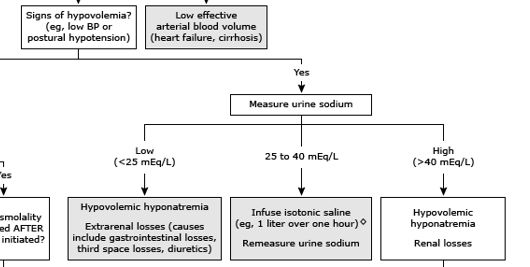 Signs of hypovolemia?
(eg, low BP or
postural hypotension)
Low effective
arterial blood volume
(heart failure, cirrhosis)
Yes
Measure urine sodium
Low
(<25 mEq/L)
25 to 40 mEq/L
High
(>40 mEq/L)
Hypovolemic hyponatremia
Extrarenal losses (causes
include gastrointestinal losses,
third space losses, diuretics)
Infuse isotonic saline
(eg, 1 liter over one hour)◊
Remeasure urine sodium
Hypovolemic
hyponatremia
Renal losses
AFTER
initiated?